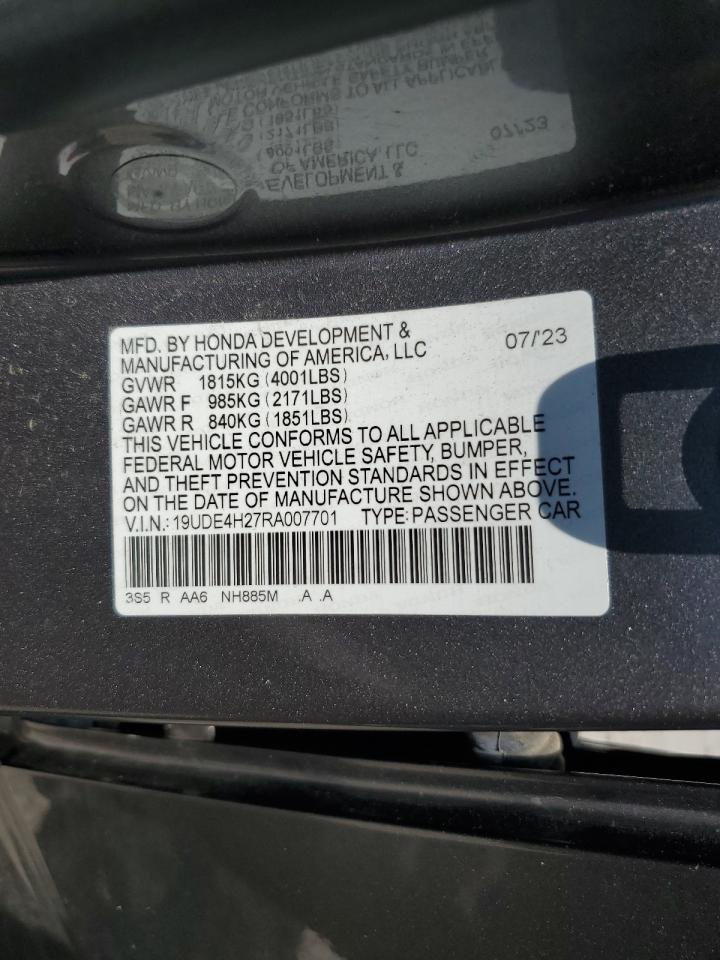 MFD. BY HONDA DEVELOPMENT &
MANUFACTURING OF AMERICA, LLC 07/'23
GVWR 1815KG (4001LBS)
GAWR F 985KG (2171LBS)
GAWR R 840KG (1851LBS)
THIS VEHICLE CONFORMS TO ALL APPLICABLE
FEDERAL MOTOR VEHICLE SAFETY, BUMPER,
AND THEFT PREVENTION STANDARDS IN EFFECT
ON THE DATE OF MANUFACTURE SHOWN ABOVE.
V.I.N.: 19UDE4H27RA007701 TYPE: PASSENGER CAR
3S5 R AA6 NH885M .A .A